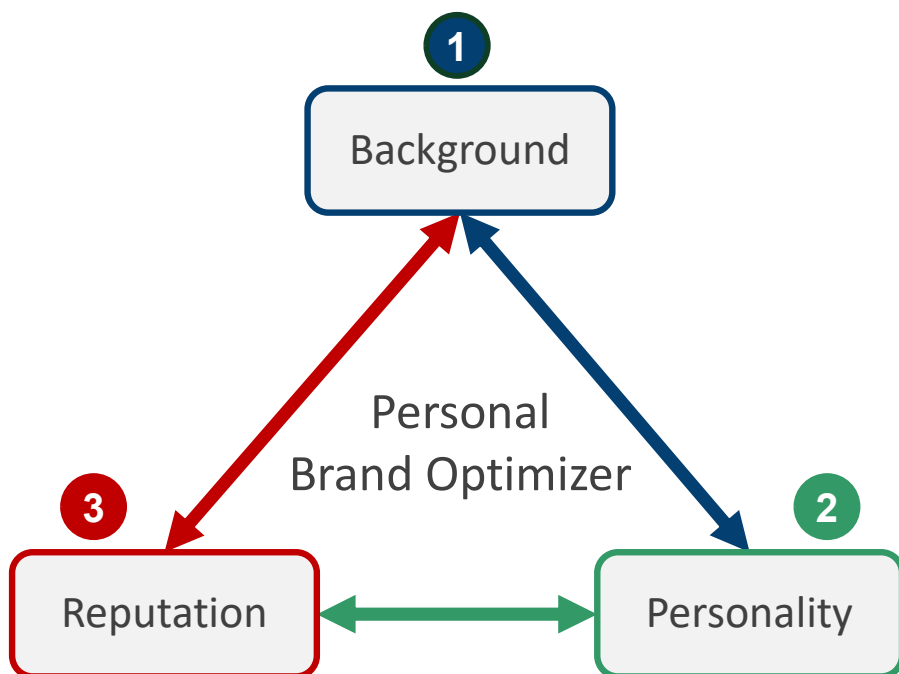 1
Background
Personal
Brand Optimizer
3
2
Reputation
Personality